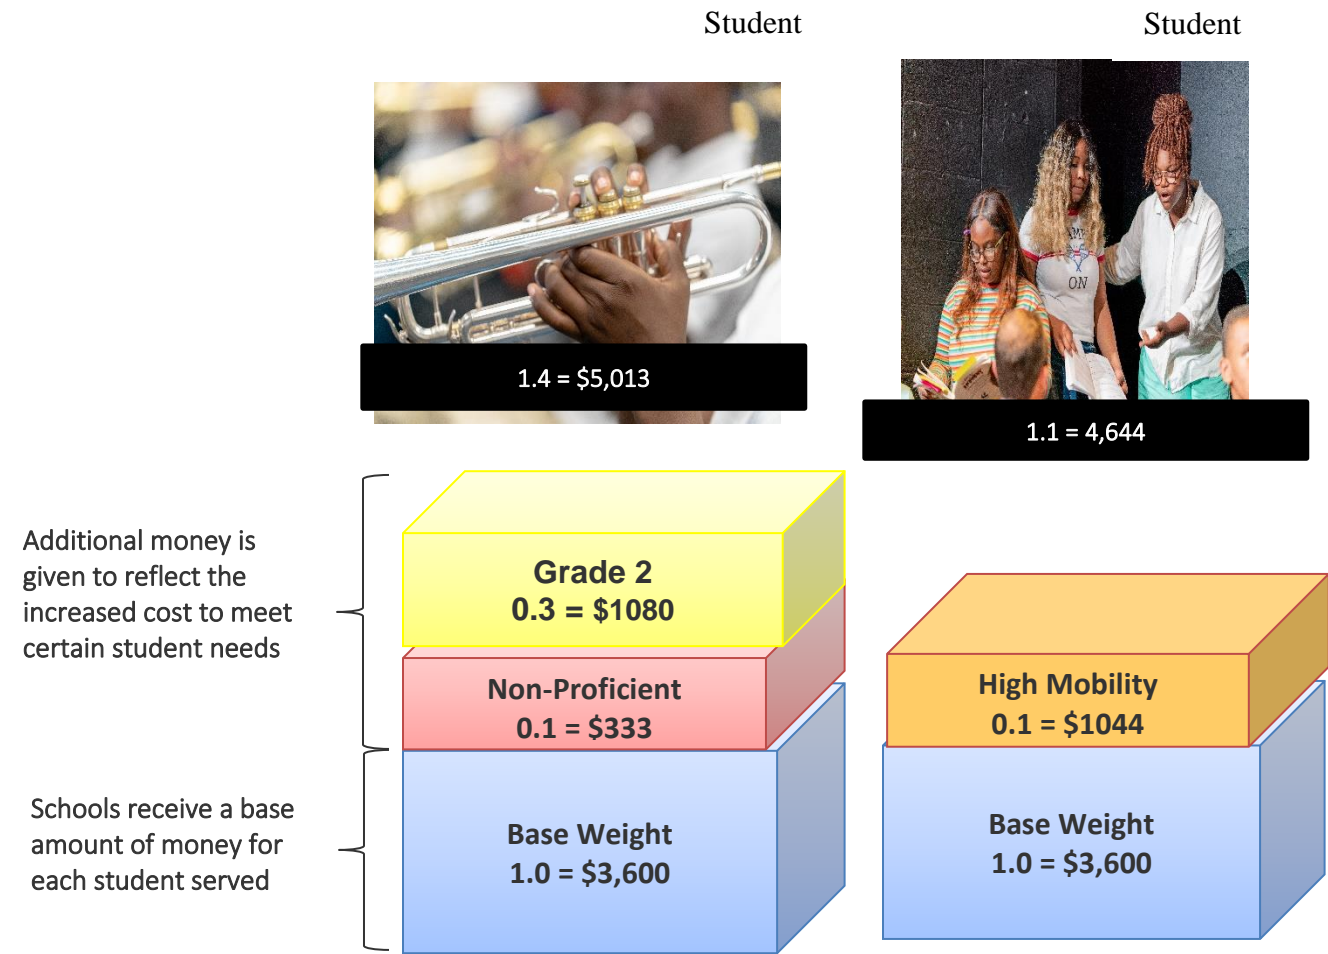 Student
Student
1.4 = $5,013
1.1 = 4,644
Additional money is
given to reflect the
increased cost to meet
certain student needs
Grade 2
0.3 = $1080
Non-Proficient
0.1 = $333
High Mobility
0.1 = $1044
Schools receive a base
amount of money for
each student served
Base Weight
1.0 = $3,600
Base Weight
1.0 = $3,600
ON